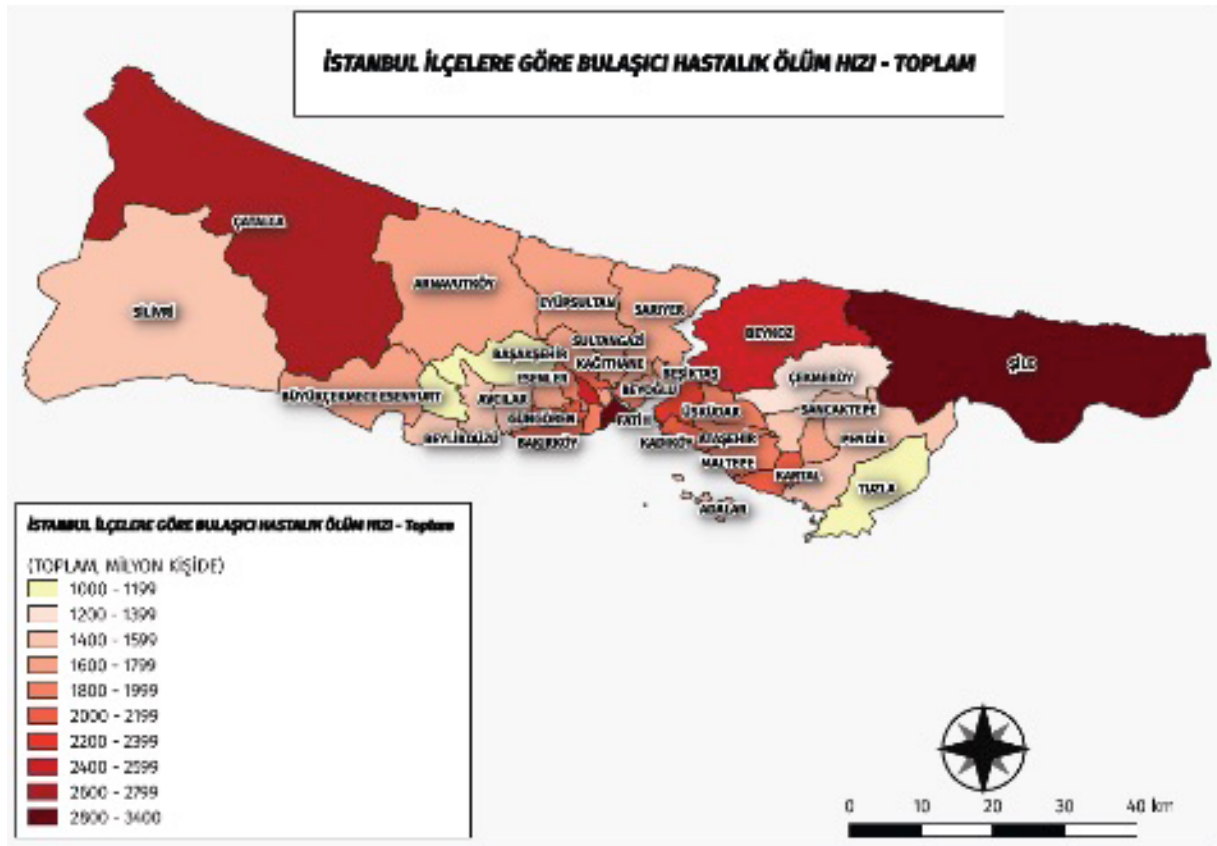 İSTANBUL İLÇELERE GÖRE BULAŞICI HASTALIK ÖLÜM HIZI - TOPLAM
ÇATALCA
SİLİVRİ
ARNAVUTKÖY
EYÜPSULTAN
SARIYER
BEYKOZ
ŞİLE
SULTANGAZİ
BAŞAKŞEHİR
KAĞITHANE
BEŞİKTAŞ
ÇEKMEKÖY
ESENLER
BEYOĞLU
BÜYÜKÇEKMECE
ESENYURT
AVCILAR
SANCAKTEPE
GÜNGÖREN
FATİH
ÜSKÜDAR
BEYLİKDÜZÜ
BAKIRKÖY
KADIKÖY
ATAŞEHİR
PENDİK
MALTEPE
KARTAL
TUZLA
ADALAR
İSTANBUL İLÇELERE GÖRE BULAŞICI HASTALIK ÖLÜM HIZI - Toplam
(TOPLAM, MİLYON KİŞİDE)
1000 - 1199
1200 - 1399
1400 - 1599
1600 - 1799
1800 - 1999
2000 - 2199
2200 - 2399
2400 - 2599
2600 - 2799
2800 - 3400
0 10 20 30 40 km